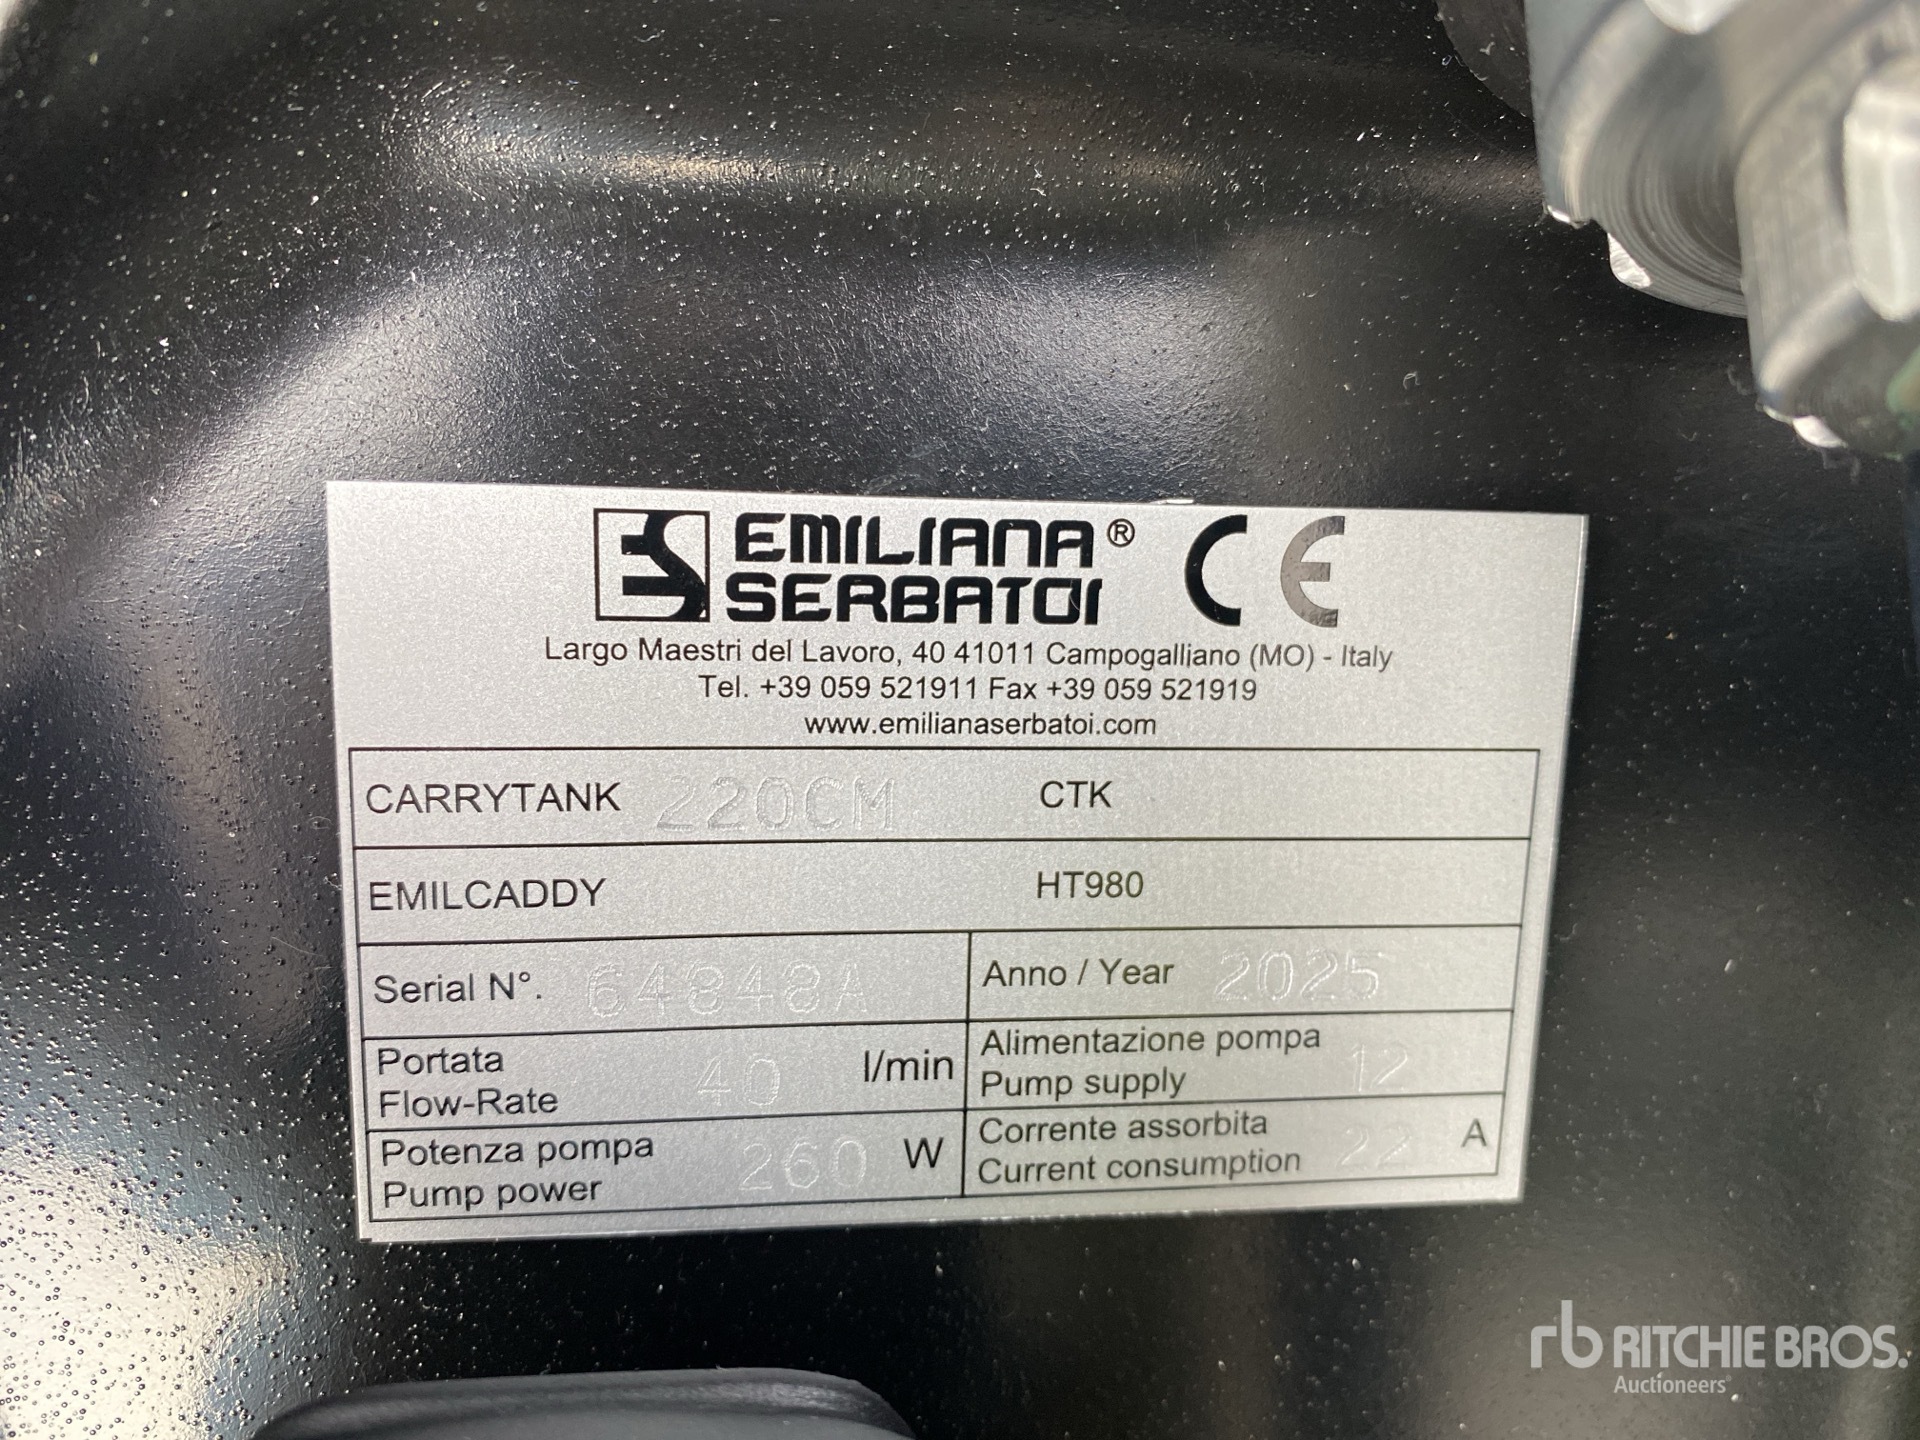 ES EMILIANA® CE
SERBATOI
Largo Maestri del Lavoro, 40 41011 Campogalliano (MO) - Italy
Tel. +39 059 521911 Fax +39 059 521919
www.emilianaserbatoi.com
CARRYTANK 220CM CTK
EMILCADDY HT980
Serial N°. 64848A Anno / Year 2025
Portata
Flow-Rate 40 l/min
Alimentazione pompa
Pump supply 12
Potenza pompa
Pump power 260 W
Corrente assorbita
Current consumption 22 A
rb RITCHIE BROS.
Auctioneers